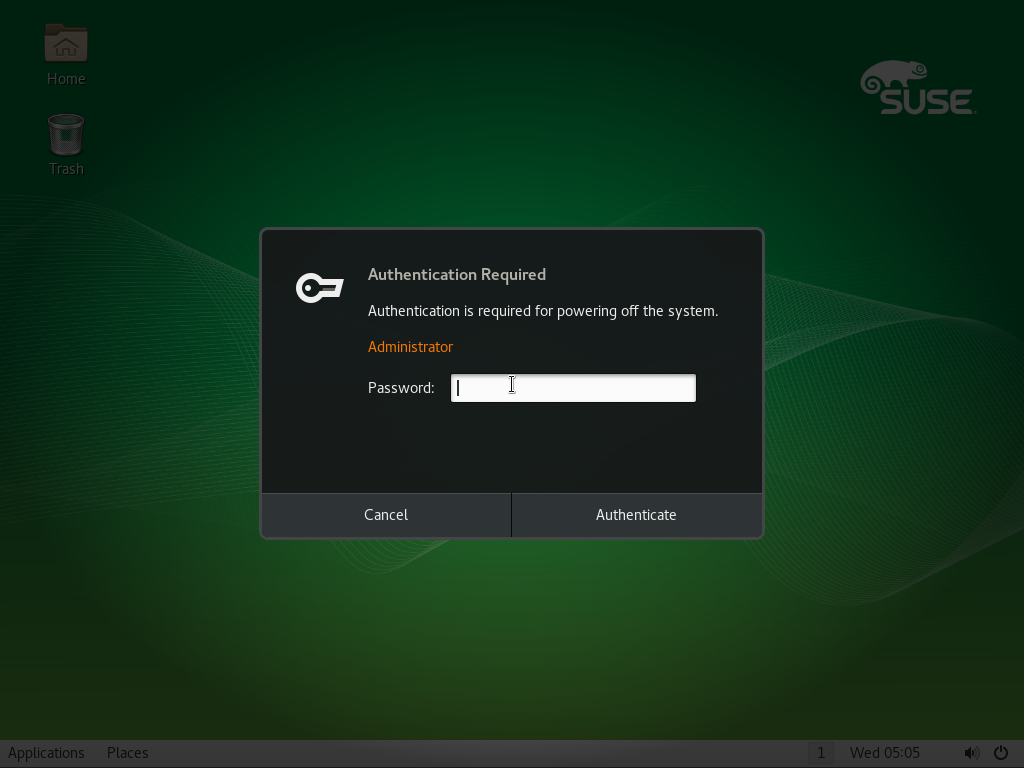 Home
SUSE
Trash
Authentication Required
Authentication is required for powering off the system.
Administrator
Password:
Cancel
Authenticate
Applications Places 1 Wed 05:05